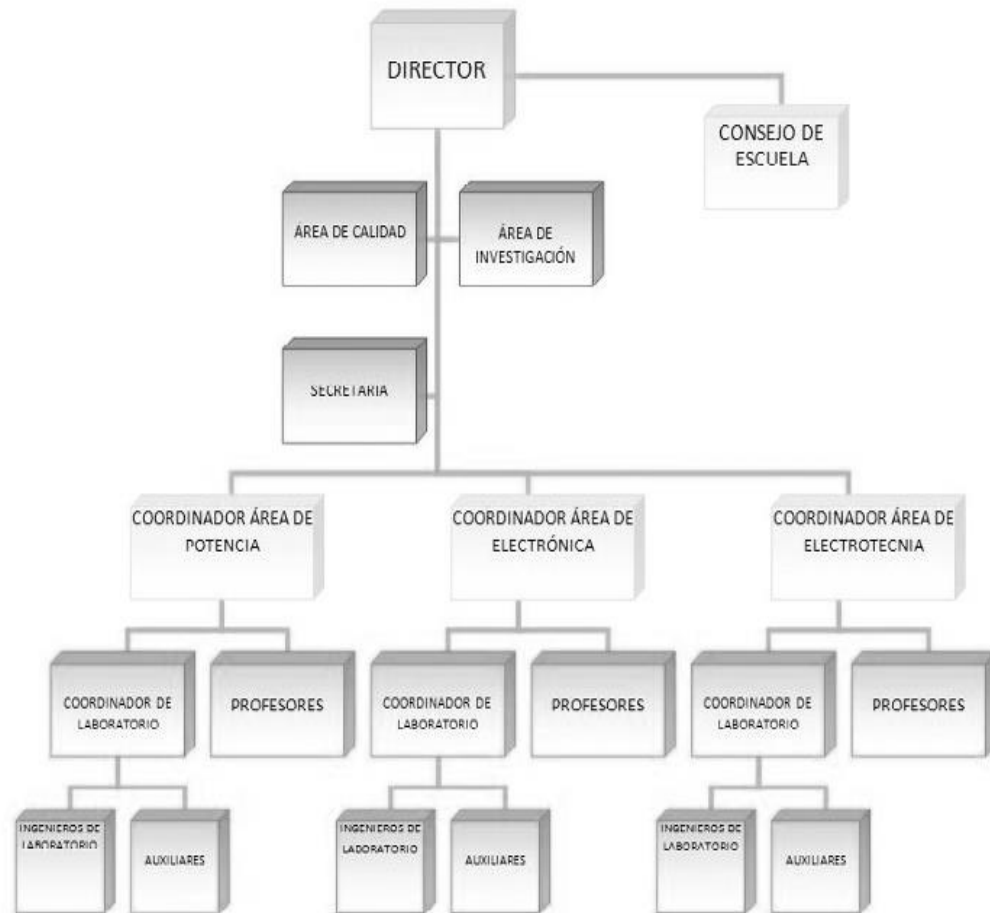 DIRECTOR
CONSEJO DE
ESCUELA
ÁREA DE CALIDAD
ÁREA DE
INVESTIGACIÓN
SECRETARIA
COORDINADOR ÁREA DE
POTENCIA
COORDINADOR ÁREA DE
ELECTRÓNICA
COORDINADOR ÁREA DE
ELECTROTECNIA
COORDINADOR DE
LABORATORIO
PROFESORES
COORDINADOR DE
LABORATORIO
PROFESORES
COORDINADOR DE
LABORATORIO
PROFESORES
INGENIEROS DE
LABORATORIO
AUXILIARES
INGENIEROS DE
LABORATORIO
AUXILIARES
INGENIEROS DE
LABORATORIO
AUXILIARES